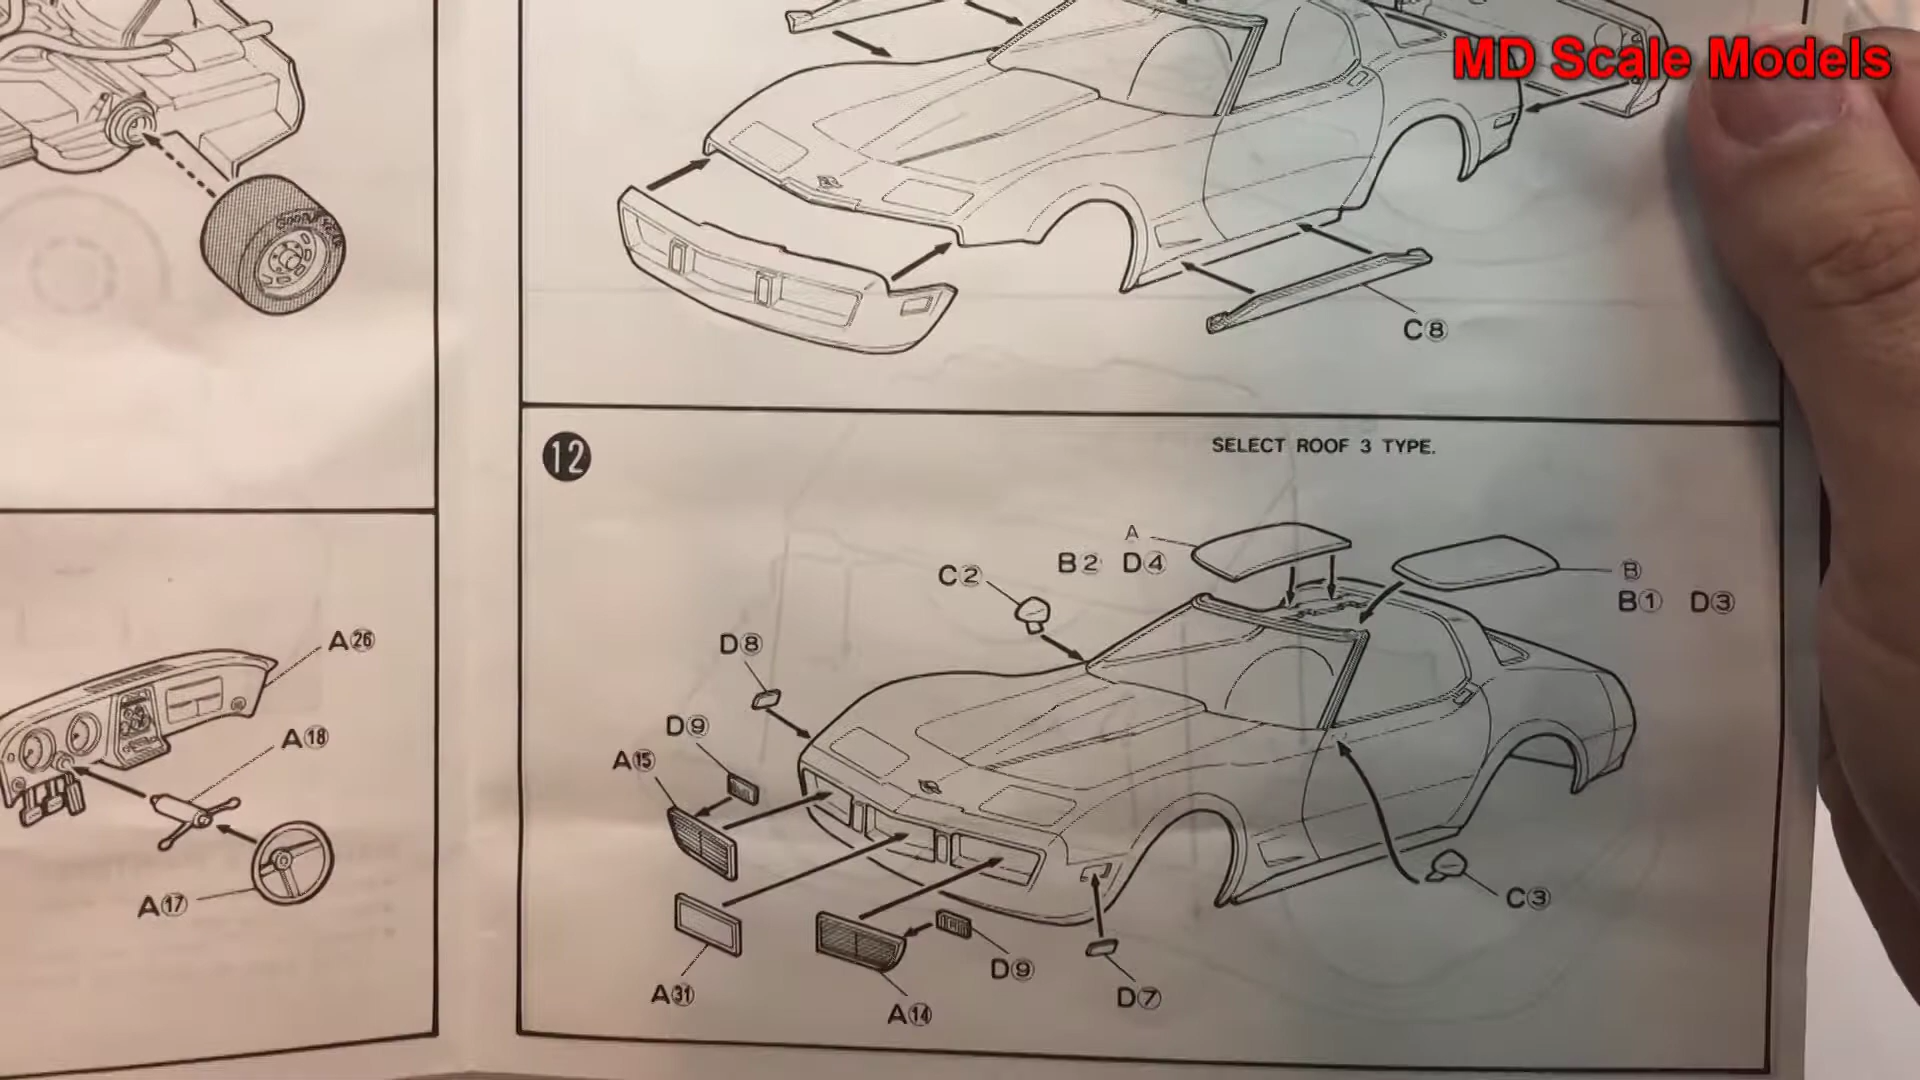 MD Scale Models
C8
12
SELECT ROOF 3 TYPE.
A
B2 D4
B
B1 D3
C2
D8
D9
A15
A31
A14
D9
D7
C3
A26
A18
A17